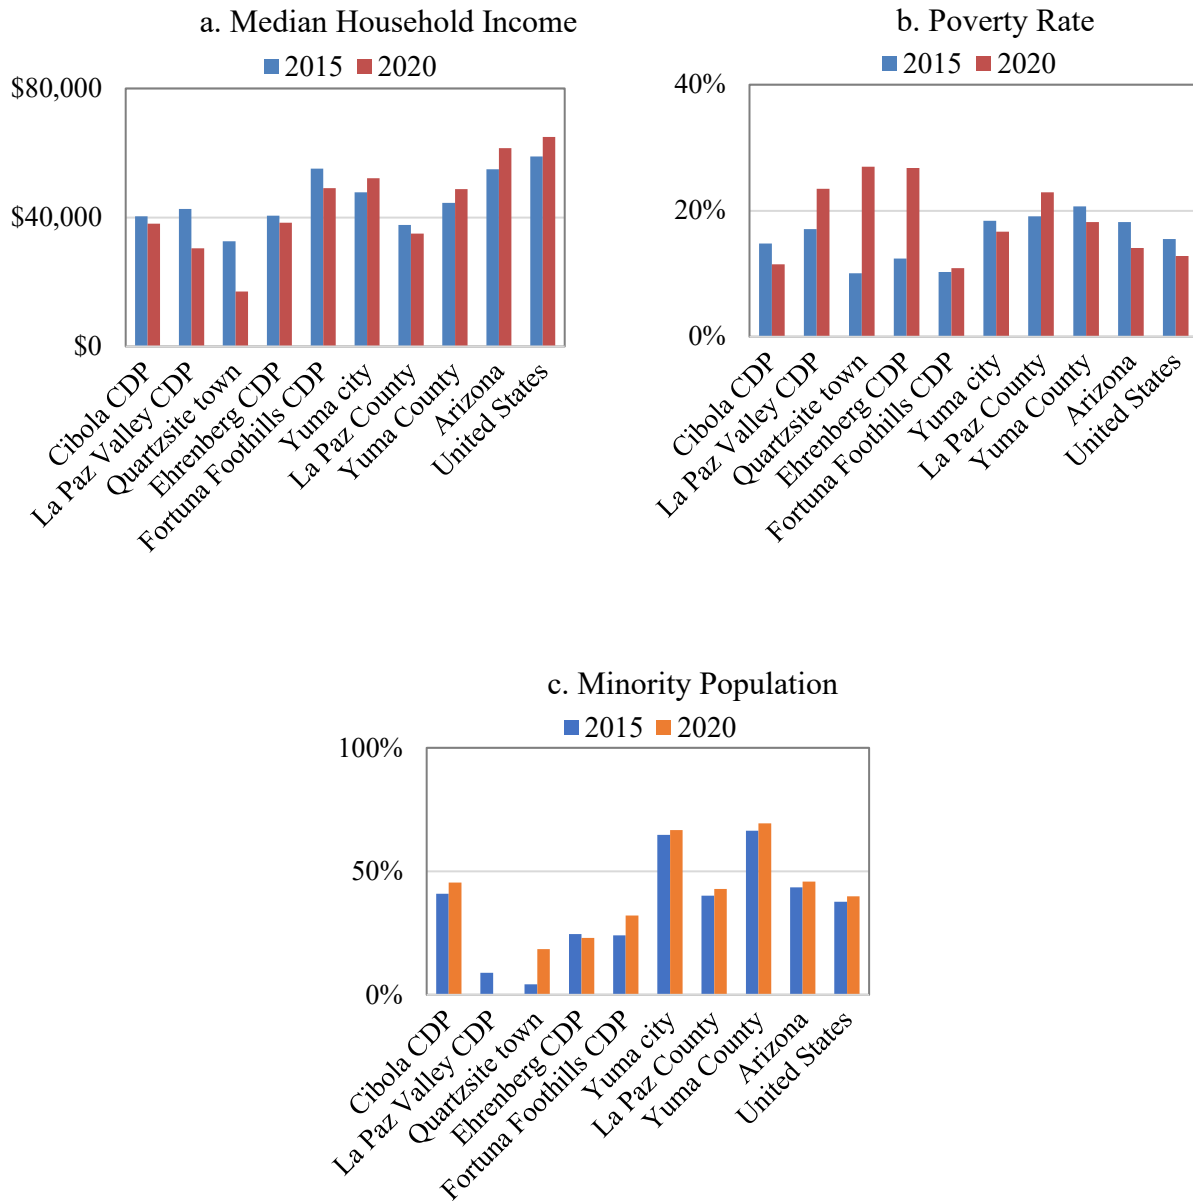 a. Median Household Income
2015 2020
$80,000
$40,000
$0
Cibola CDP
La Paz Valley CDP
Quartzsite town
Ehrenberg CDP
Fortuna Foothills CDP
Yuma city
La Paz County
Yuma County
Arizona
United States
b. Poverty Rate
2015 2020
40%
20%
0%
Cibola CDP
La Paz Valley CDP
Quartzsite town
Ehrenberg CDP
Fortuna Foothills CDP
Yuma city
La Paz County
Yuma County
Arizona
United States
c. Minority Population
2015 2020
100%
50%
0%
Cibola CDP
La Paz Valley CDP
Quartzsite town
Ehrenberg CDP
Fortuna Foothills CDP
Yuma city
La Paz County
Yuma County
Arizona
United States